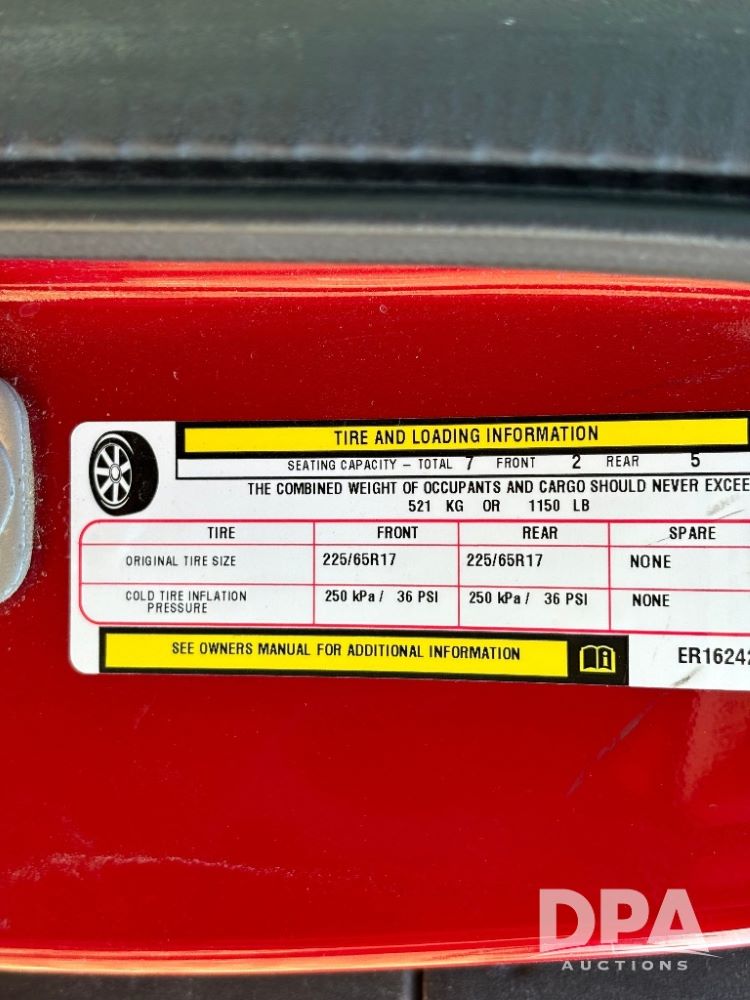 TIRE AND LOADING INFORMATION
SEATING CAPACITY – TOTAL 7 FRONT 2 REAR 5
THE COMBINED WEIGHT OF OCCUPANTS AND CARGO SHOULD NEVER
521 KG OR 1150 LB
TIRE FRONT REAR SPARE
ORIGINAL TIRE SIZE 225/65R17 225/65R17 NONE
COLD TIRE INFLATION PRESSURE 250 kPa / 36 PSI 250 kPa / 36 PSI NONE
SEE OWNERS MANUAL FOR ADDITIONAL INFORMATION
DPA
AUCTIONS